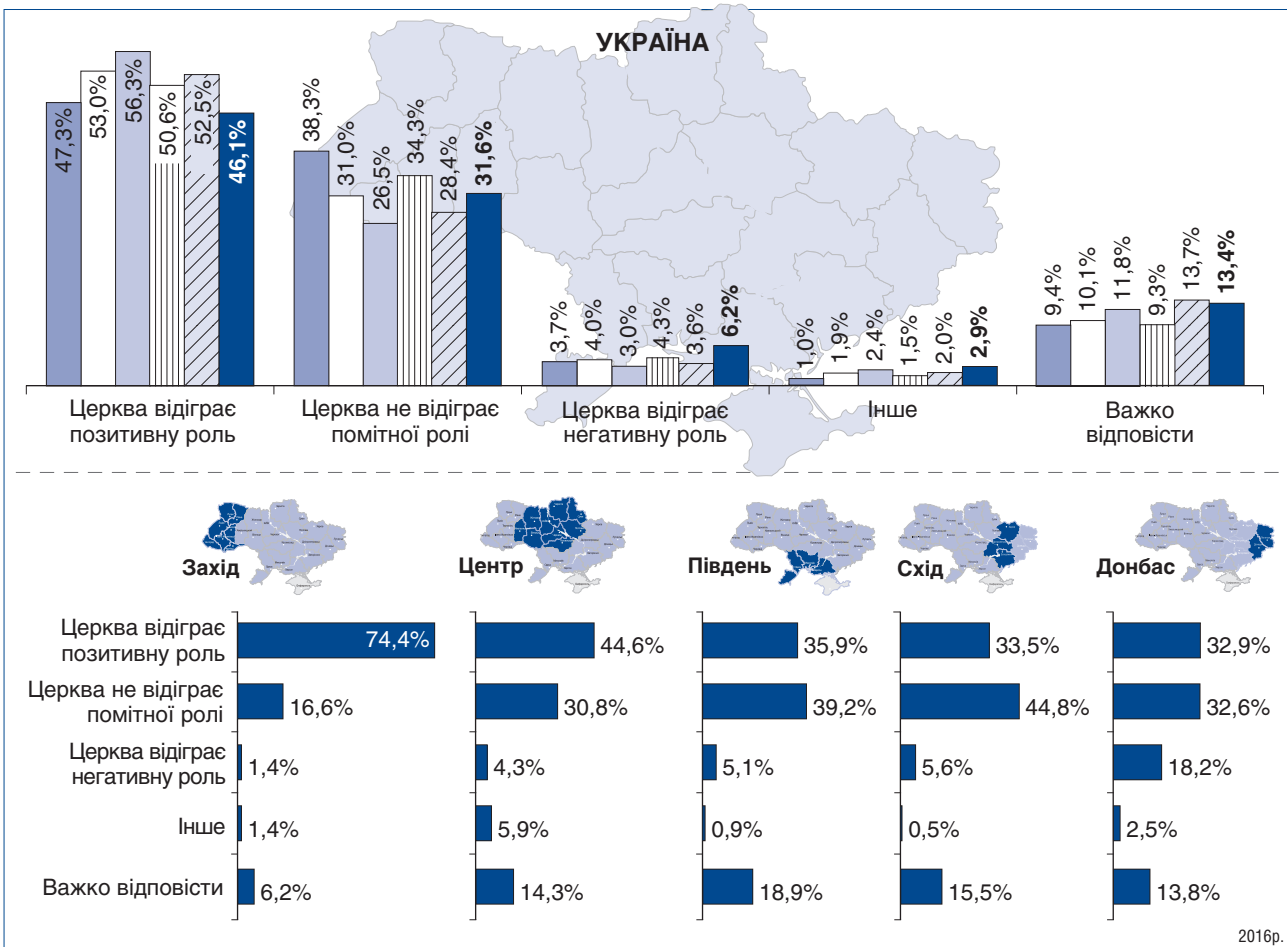 УКРАЇНА
47,3%
53,0%
56,3%
50,6%
52,5%
46,1%
38,3%
31,0%
26,5%
34,3%
28,4%
31,6%
3,7%
4,0%
3,0%
4,3%
3,6%
6,2%
1,0%
1,9%
2,4%
1,5%
2,0%
2,9%
9,4%
10,1%
11,8%
9,3%
13,7%
13,4%
Церква відіграє
позитивну роль
Церква не відіграє
помітної ролі
Церква відіграє
негативну роль
Інше
Важко
відповісти
Захід
Центр
Південь
Схід
Донбас
Церква відіграє
позитивну роль
74,4%
44,6%
35,9%
33,5%
32,9%
Церква не відіграє
помітної ролі
16,6%
30,8%
39,2%
44,8%
32,6%
Церква відіграє
негативну роль
1,4%
4,3%
5,1%
5,6%
18,2%
Інше
1,4%
5,9%
0,9%
0,5%
2,5%
Важко відповісти
6,2%
14,3%
18,9%
15,5%
13,8%
2016р.